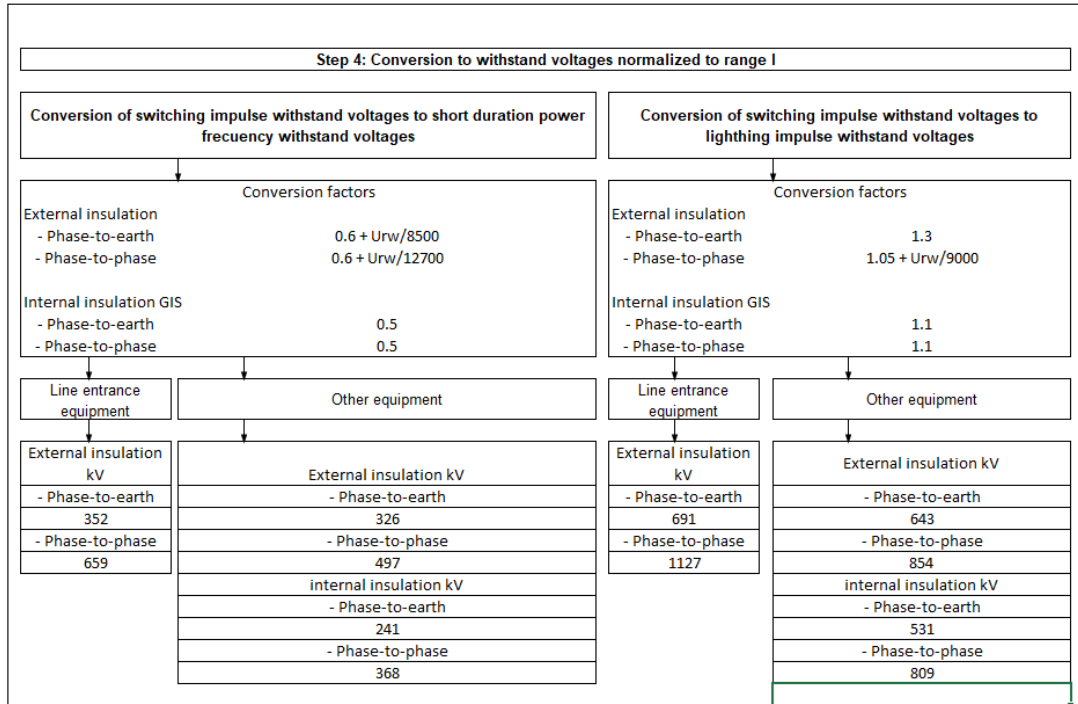 Step 4: Conversion to withstand voltages normalized to range I
Conversion of switching impulse withstand voltages to short duration power
frecuency withstand voltages
Conversion factors
External insulation
- Phase-to-earth 0.6 + Urw/8500
- Phase-to-phase 0.6 + Urw/12700
Internal insulation GIS
- Phase-to-earth 0.5
- Phase-to-phase 0.5
Line entrance
equipment
External insulation
kV
- Phase-to-earth
352
- Phase-to-phase
659
Other equipment
External insulation kV
- Phase-to-earth
326
- Phase-to-phase
497
internal insulation kV
- Phase-to-earth
241
- Phase-to-phase
368
Conversion of switching impulse withstand voltages to
lighthing impulse withstand voltages
Conversion factors
External insulation
- Phase-to-earth 1.3
- Phase-to-phase 1.05 + Urw/9000
Internal insulation GIS
- Phase-to-earth 1.1
- Phase-to-phase 1.1
Line entrance
equipment
External insulation
kV
- Phase-to-earth
691
- Phase-to-phase
1127
Other equipment
External insulation kV
- Phase-to-earth
643
- Phase-to-phase
854
internal insulation kV
- Phase-to-earth
531
- Phase-to-phase
809